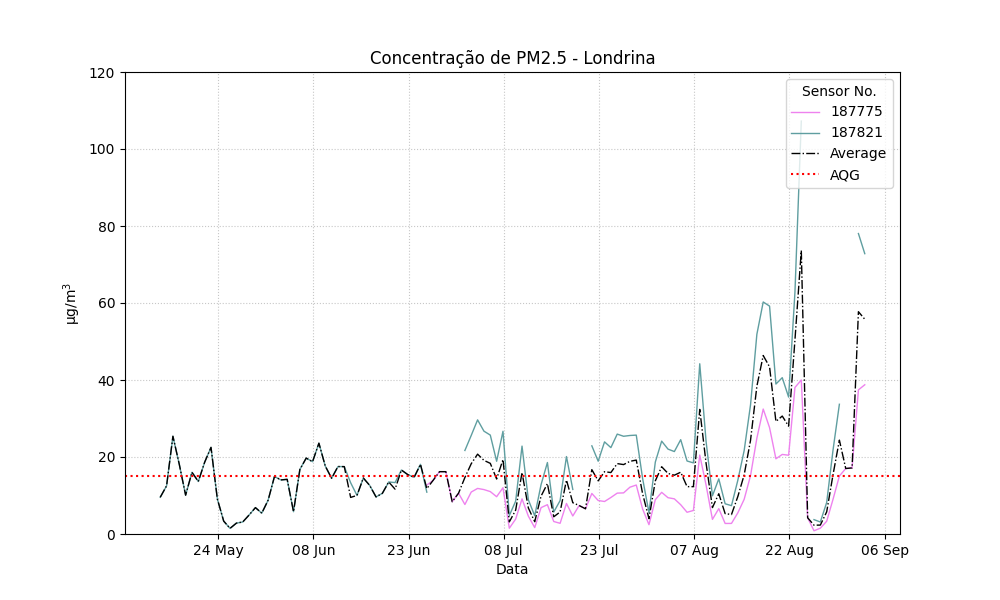 Concentração de PM2.5 - Londrina
Sensor No.
187775
187821
Average
AQG
120
100
80
60
40
20
0
µg/m³
24 May
08 Jun
23 Jun
08 Jul
23 Jul
07 Aug
22 Aug
06 Sep
Data